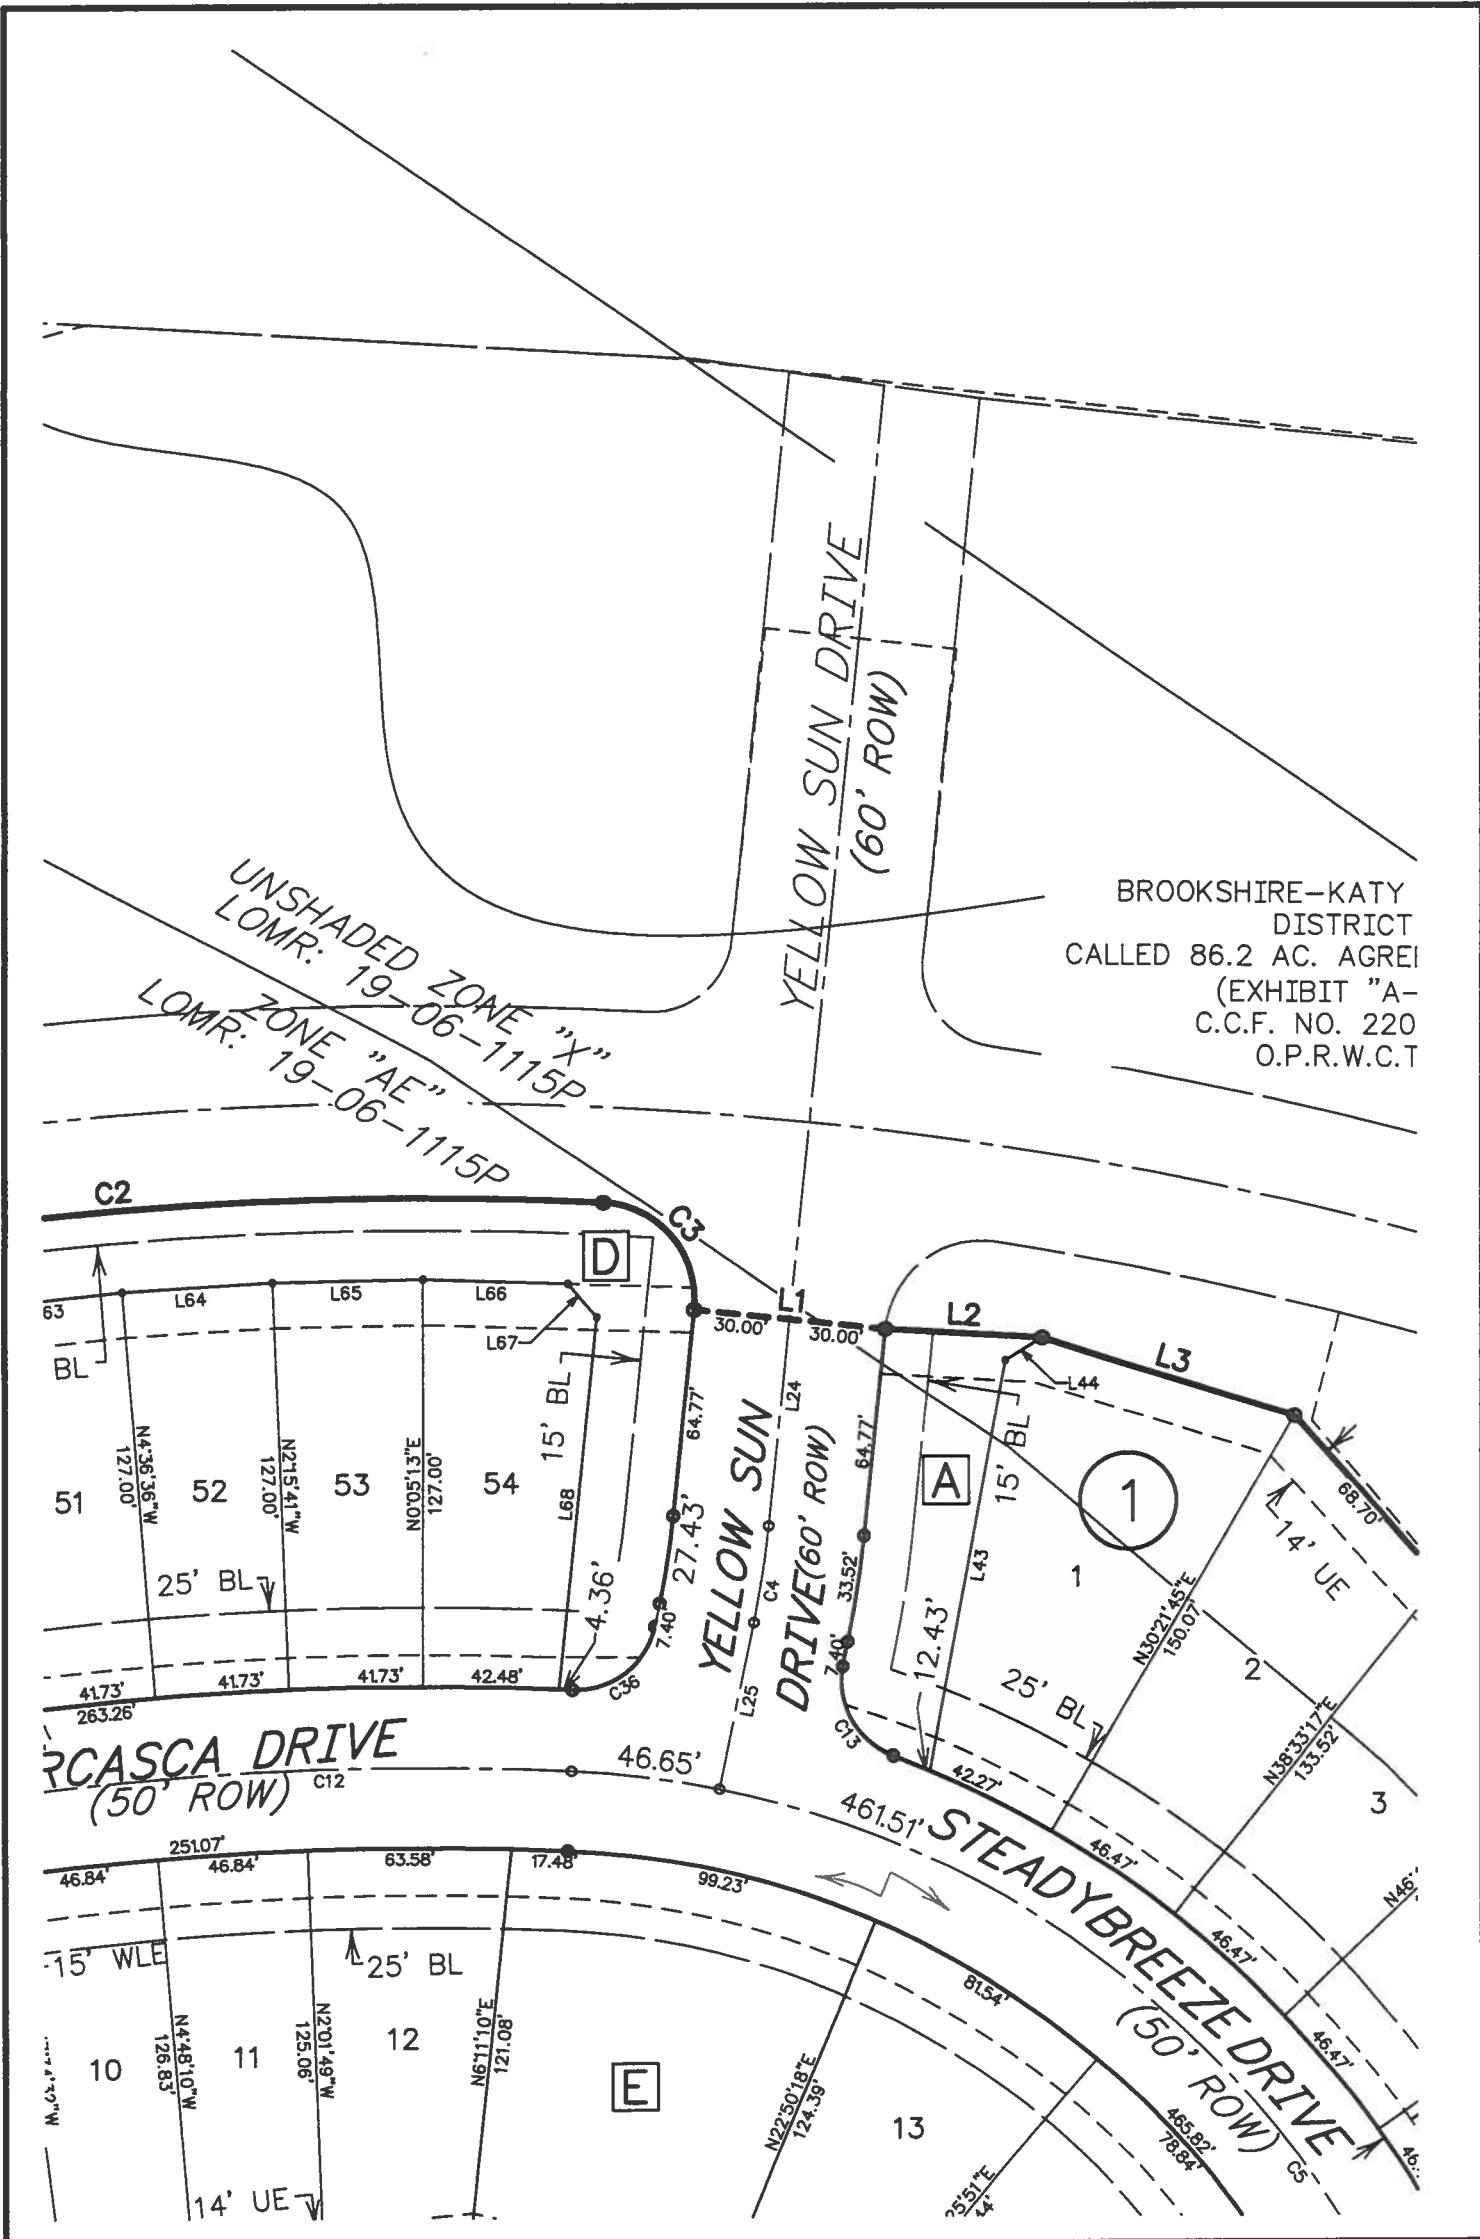 YELLOW SUN DRIVE
(60' ROW)
BROOKSHIRE-KATY
DISTRICT
CALLED 86.2 AC. AGRE
(EXHIBIT "A-
C.C.F. NO. 220
O.P.R.W.C.T
UNSHADED ZONE "X"
LOMR: 19-06-1115P
ZONE "AE"
LOMR: 19-06-1115P
C2
C3
D
L1
30.00'
30.00'
L2
L3
63
L64
L65
L66
L67
L44
BL
15' BL
15' BL
64.77'
L24
64.77'
A
1
68.70'
14' UE
N4°36'36"W
127.00'
N2°15'41"W
127.00'
N0°05'13"E
127.00'
51
52
53
54
L68
27.43'
YELLOW SUN
DRIVE(60' ROW)
33.52'
L43
1
C4
25' BL
4.36'
7.40'
7.40'
12.43'
N30°21'45"E
150.07'
2
25' BL
41.73'
41.73'
41.73'
42.48'
263.26'
C36
L25
C13
N38°33'17"E
133.52'
3
RCASCA DRIVE
(50' ROW)
C12
46.65'
42.27'
461.51'
STEADYBREEZE DRIVE
(50' ROW)
251.07'
46.84'
46.84'
63.58'
17.48'
99.23'
46.47'
46.47'
46.47'
46.
N46°
15' WLE
25' BL
81.54'
N4°48'10"W
126.83'
N2°01'49"W
125.06'
N6°11'10"E
121.08'
10
11
12
E
N22°50'18"E
124.39'
13
465.82'
78.84'
C5
14' UE
5'51"E